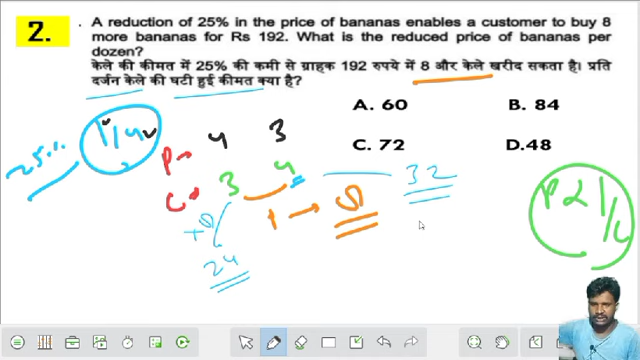 2.
. A reduction of 25% in the price of bananas enables a customer to buy 8
more bananas for Rs 192. What is the reduced price of bananas per
dozen?
केले की कीमत में 25% की कमी से ग्राहक 192 रुपये में 8 और केले खरीद सकता है। प्रति
दर्जन केले की घटी हुई कीमत क्या है?
A. 60 B. 84
C. 72 D.48
25% 1/4
P→ 4 3
C→ 3 4
32
1 → 8
×8
24
P α 1/C